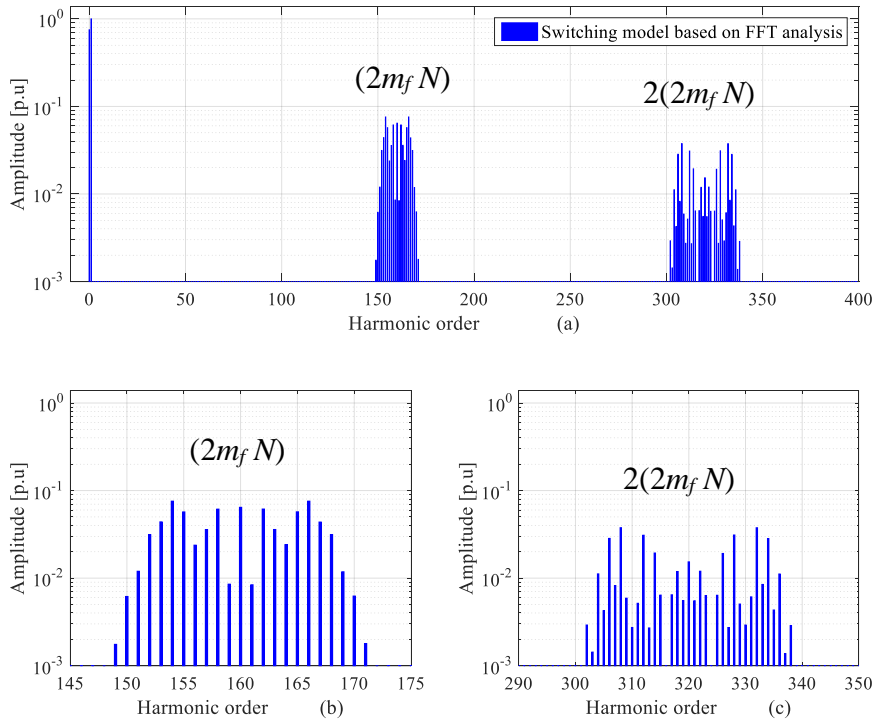 10^0
10^-1
10^-2
10^-3
Amplitude [p.u]
Switching model based on FFT analysis
(2m_f N)
2(2m_f N)
0 50 100 150 200 250 300 350 400
Harmonic order (a)
10^0
10^-1
10^-2
10^-3
Amplitude [p.u]
(2m_f N)
145 150 155 160 165 170 175
Harmonic order (b)
10^0
10^-1
10^-2
10^-3
Amplitude [p.u]
2(2m_f N)
290 300 310 320 330 340 350
Harmonic order (c)